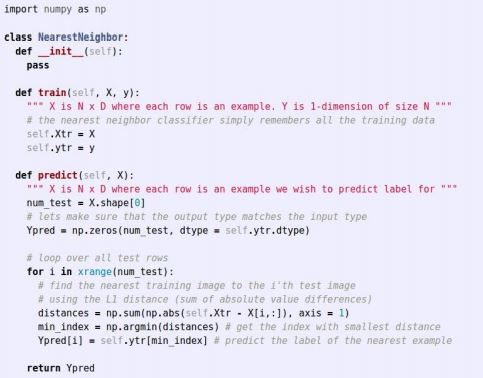 import numpy as np

class NearestNeighbor:
  def __init__(self):
    pass

  def train(self, X, y):
    """ X is N x D where each row is an example. Y is 1-dimension of size N """
    # the nearest neighbor classifier simply remembers all the training data
    self.Xtr = X
    self.ytr = y

  def predict(self, X):
    """ X is N x D where each row is an example we wish to predict label for """
    num_test = X.shape[0]
    # lets make sure that the output type matches the input type
    Ypred = np.zeros(num_test, dtype = self.ytr.dtype)

    # loop over all test rows
    for i in xrange(num_test):
      # find the nearest training image to the i'th test image
      # using the L1 distance (sum of absolute value differences)
      distances = np.sum(np.abs(self.Xtr - X[i,:]), axis = 1)
      min_index = np.argmin(distances) # get the index with smallest distance
      Ypred[i] = self.ytr[min_index] # predict the label of the nearest example

    return Ypred